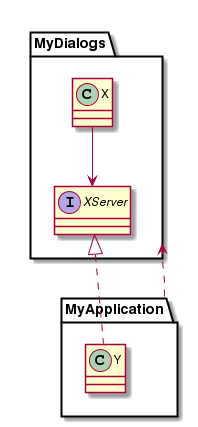 MyDialogs
C X
I XServer
MyApplication
C Y